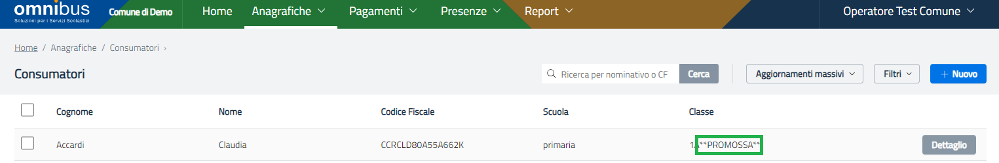 omnibus
Soluzioni per i Servizi Scolastici
Comune di Demo
Home
Anagrafiche
Pagamenti
Presenze
Report
Operatore Test Comune
Home / Anagrafiche / Consumatori ›
Consumatori
Ricerca per nominativo o CF
Cerca
Aggiornamenti massivi
Filtri
+ Nuovo
Cognome Nome Codice Fiscale Scuola Classe
Accardi Claudia CCRCLD80A55A662K primaria 1A**PROMOSSA** Dettaglio